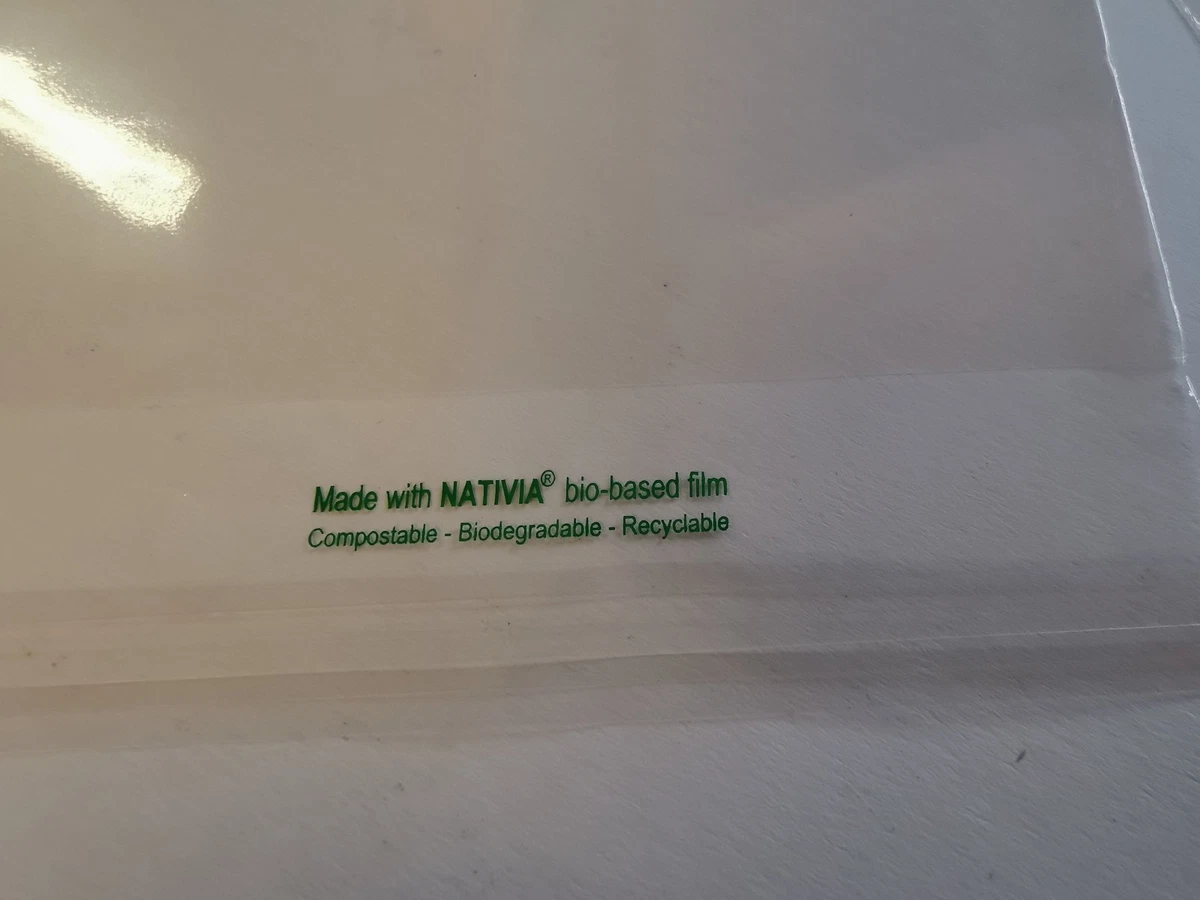 Made with NATIVIA® bio-based film
Compostable - Biodegradable - Recyclable